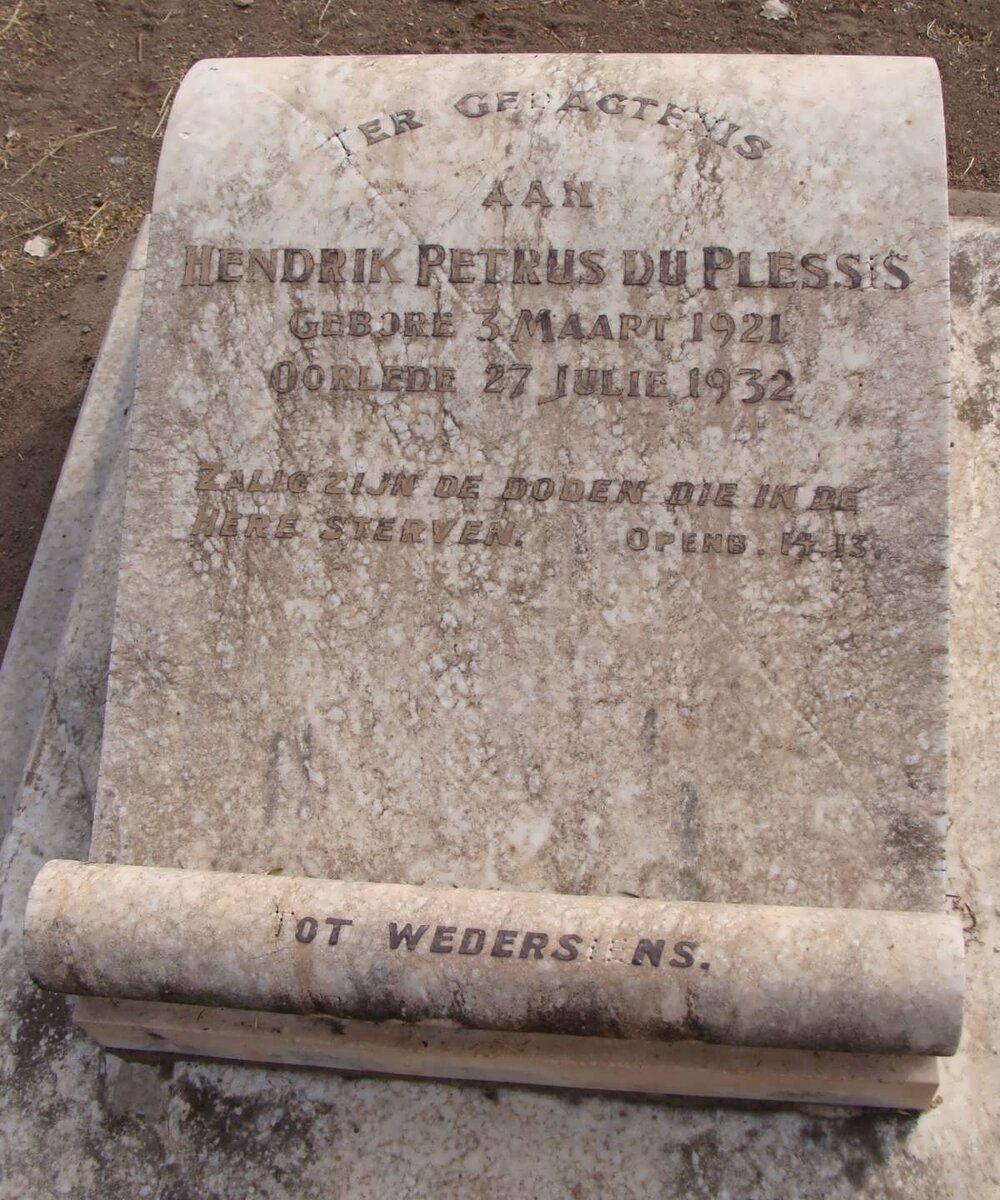 TER GEDAGTENIS
AAN
HENDRIK PETRUS DU PLESSIS
GEBORE 3 MAART 1921
OORLEDE 27 JULIE 1932
ZALIG ZIJN DE DODEN DIE IN DE
HERE STERVEN. OPENB. 14.13.
TOT WEDERSIENS.